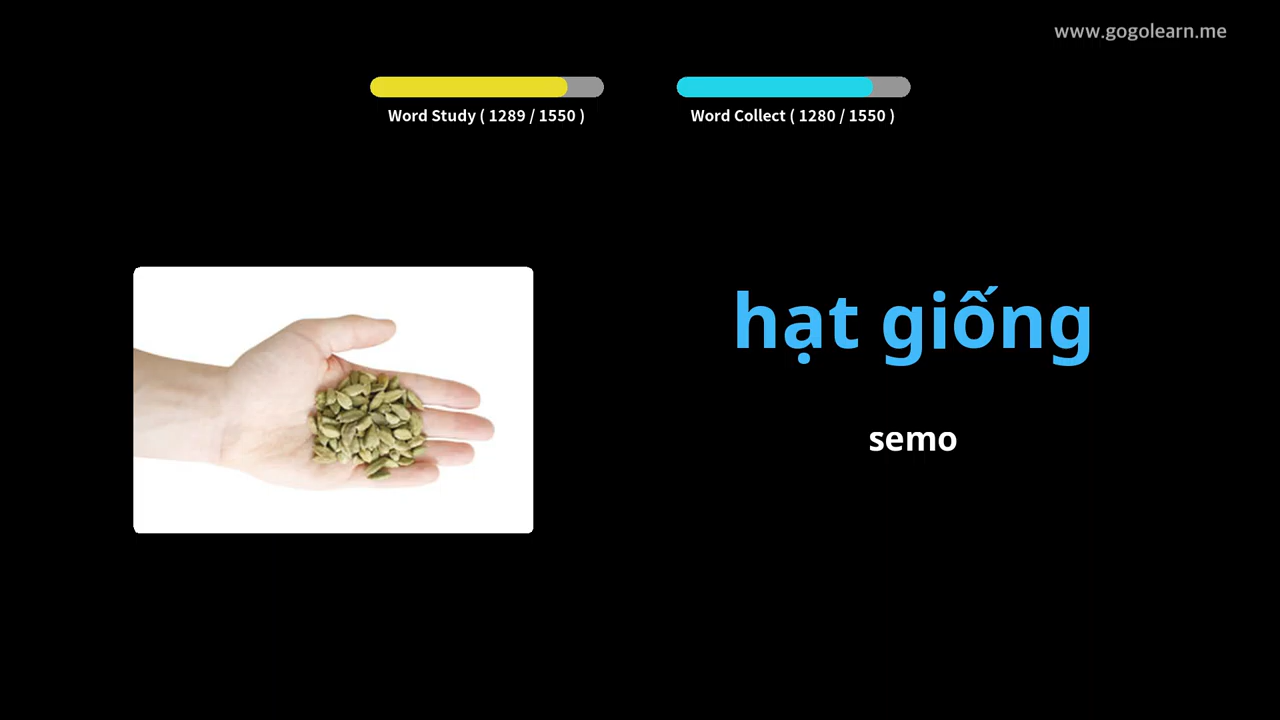 www.gogolearn.me
Word Study ( 1289 / 1550 )
Word Collect ( 1280 / 1550 )
hạt giống
semo